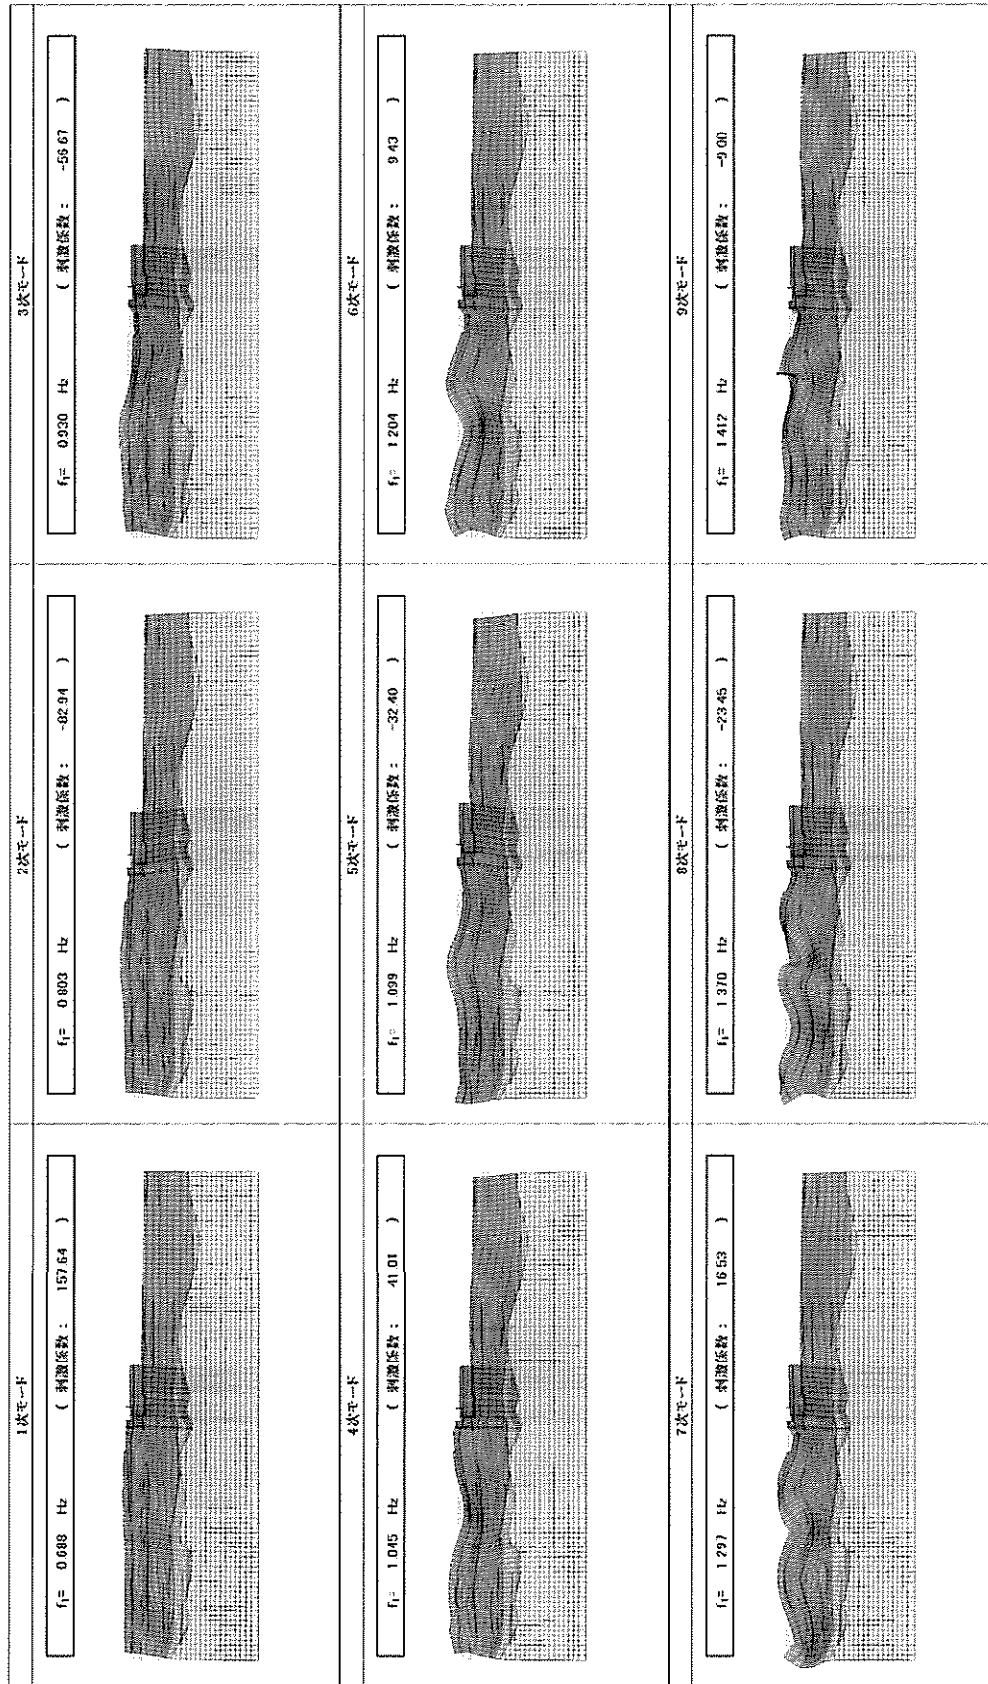 1次モード
f₁= 0.688 Hz ( 刺激係数 : 157.64 )
2次モード
f₁= 0.803 Hz ( 刺激係数 : -82.94 )
3次モード
f₁= 0.930 Hz ( 刺激係数 : -56.67 )
4次モード
f₁= 1.045 Hz ( 刺激係数 : 41.01 )
5次モード
f₁= 1.099 Hz ( 刺激係数 : -32.40 )
6次モード
f₁= 1.204 Hz ( 刺激係数 : 9.43 )
7次モード
f₁= 1.297 Hz ( 刺激係数 : 16.53 )
8次モード
f₁= 1.370 Hz ( 刺激係数 : -23.45 )
9次モード
f₁= 1.412 Hz ( 刺激係数 : -9.00 )